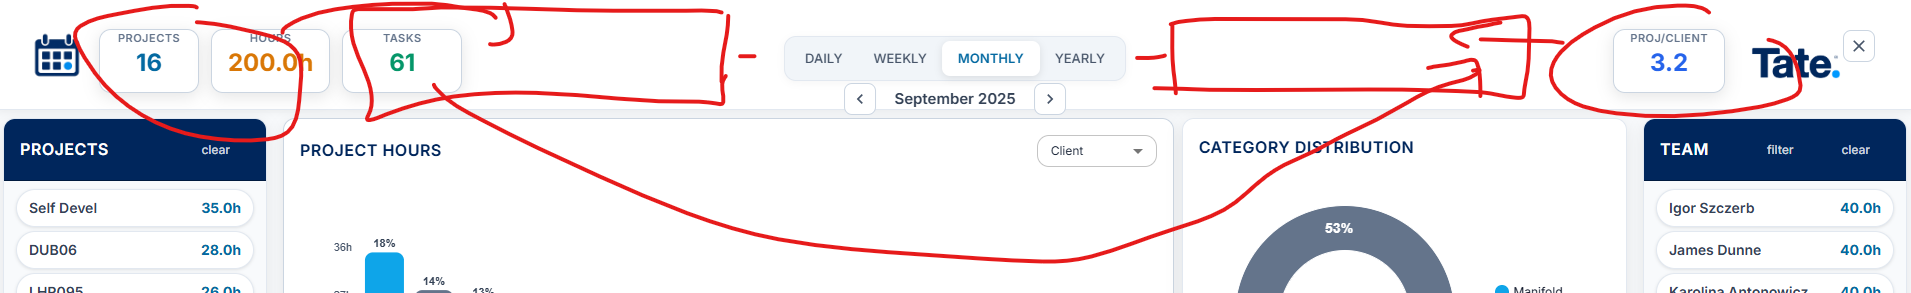 PROJECTS
16
HOURS
200.0h
TASKS
61
DAILY WEEKLY MONTHLY YEARLY
September 2025
PROJ/CLIENT
3.2
Tate.
PROJECTS clear
Self Devel 35.0h
DUB06 28.0h
LHR095 26.0h
PROJECT HOURS
Client
36h
18%
14%
13%
27h
CATEGORY DISTRIBUTION
53%
Manifold
TEAM filter clear
Igor Szczerb 40.0h
James Dunne 40.0h
Karolina Antonowicz 40.0h